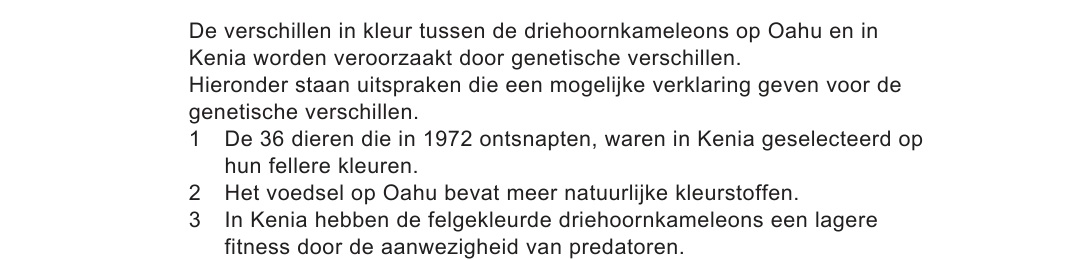 De verschillen in kleur tussen de driehoornkameleons op Oahu en in
Kenia worden veroorzaakt door genetische verschillen.
Hieronder staan uitspraken die een mogelijke verklaring geven voor de
genetische verschillen.
1 De 36 dieren die in 1972 ontsnapten, waren in Kenia geselecteerd op
hun fellere kleuren.
2 Het voedsel op Oahu bevat meer natuurlijke kleurstoffen.
3 In Kenia hebben de felgekleurde driehoornkameleons een lagere
fitness door de aanwezigheid van predatoren.